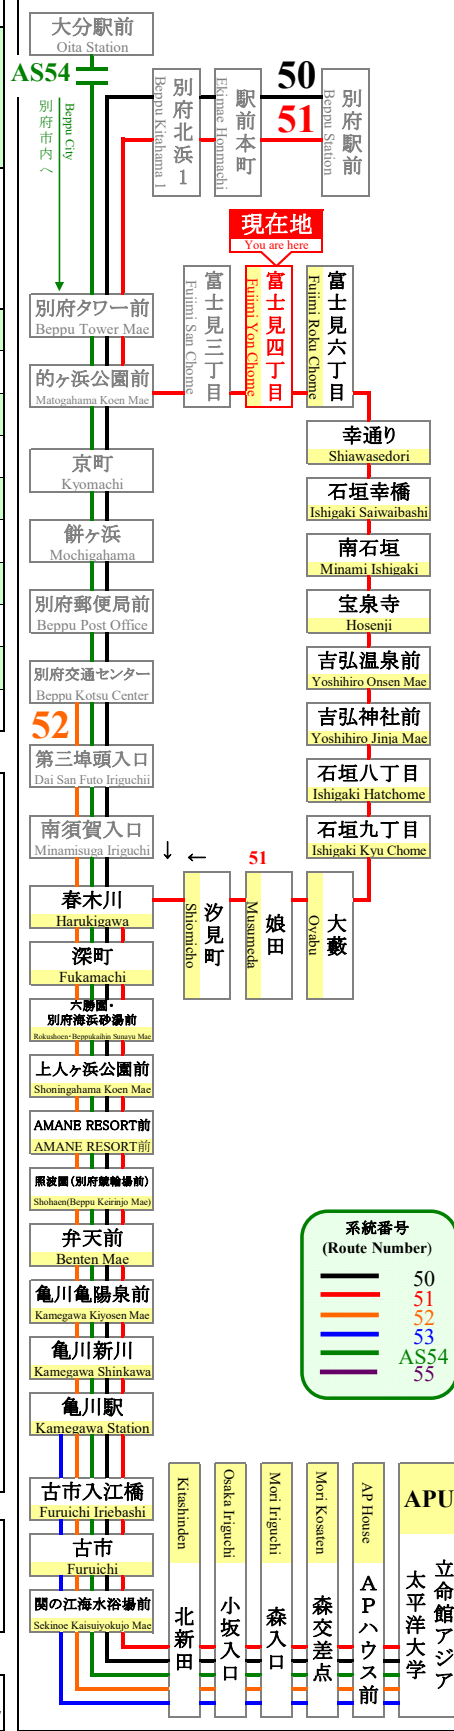 大分駅前
Oita Station
AS54
Beppu City
別府市内へ
別府北浜1
Beppu Kitahama 1
駅前本町
Ekimae Honmachi
50
51
別府駅前
Beppu Station
現在地
You are here
別府タワー前
Beppu Tower Mae
富士見三丁目
Fujimi San Chome
富士見四丁目
Fujimi Yon Chome
富士見六丁目
Fujimi Roku Chome
的ヶ浜公園前
Matogahama Koen Mae
幸通り
Shiawasedori
京町
Kyomachi
石垣幸橋
Ishigaki Saiwaibashi
餅ヶ浜
Mochigahama
南石垣
Minami Ishigaki
別府郵便局前
Beppu Post Office
宝泉寺
Hosenji
別府交通センター
Beppu Kotsu Center
吉弘温泉前
Yoshihiro Onsen Mae
52
吉弘神社前
Yoshihiro Jinja Mae
第三埠頭入口
Dai San Futo Iriguchii
石垣八丁目
Ishigaki Hatchome
南須賀入口
Minamisuga Iriguchi
石垣九丁目
Ishigaki Kyu Chome
↓ ←
51
春木川
Harukigawa
汐見町
Shiomicho
娘田
Musumeda
大藪
Oyabu
深町
Fukamachi
六勝園・
別府海浜砂湯前
Rokushoen・Beppukaihin Sunayu Mae
上人ヶ浜公園前
Shoningahama Koen Mae
AMANE RESORT前
AMANE RESORT前
照波園(別府競輪場前)
Shohaen(Beppu Keirinjo Mae)
弁天前
Benten Mae
亀川亀陽泉前
Kamegawa Kiyosen Mae
亀川新川
Kamegawa Shinkawa
亀川駅
Kamegawa Station
系統番号
(Route Number)
50
51
52
53
AS54
55
古市入江橋
Furuichi Iriebashi
古市
Furuichi
関の江海水浴場前
Sekinoe Kaisuiyokujo Mae
Kitashinden
北新田
Osaka Iriguchi
小坂入口
Mori Iriguchi
森入口
Mori Kosaten
森交差点
AP House
APハウス前
APU
立命館アジア
太平洋大学